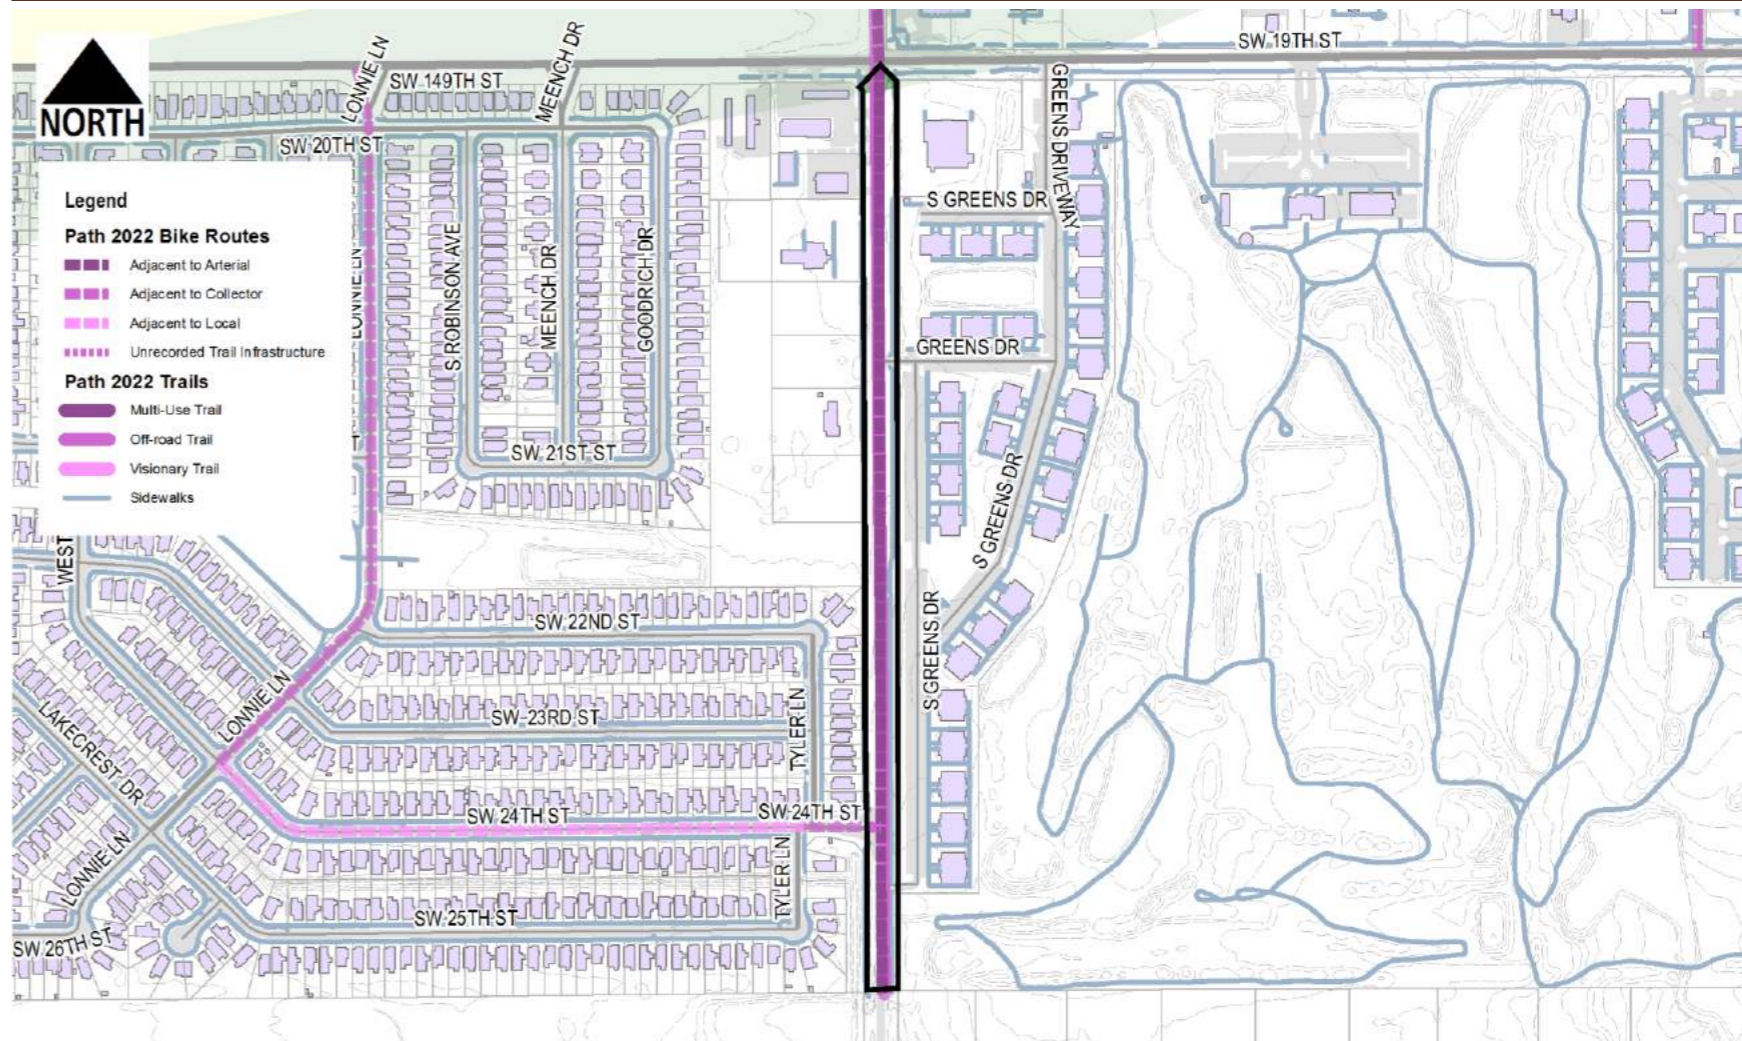 NORTH
Legend
Path 2022 Bike Routes
Adjacent to Arterial
Adjacent to Collector
Adjacent to Local
Unrecorded Trail Infrastructure
Path 2022 Trails
Multi-Use Trail
Off-road Trail
Visionary Trail
Sidewalks
LONNIE LN
SW 149TH ST
MEENCH DR
SW 19TH ST
SW 20TH ST
GREENS DRIVEWAY
S GREENS DR
LONNIE LN
S ROBINSON AVE
MEENCH DR
GOODRICH DR
GREENS DR
SW 21ST ST
S GREENS DR
WEST
SW 22ND ST
S GREENS DR
LONNIE LN
SW 23RD ST
TYLER LN
LAKECREST DR
SW 24TH ST
SW 24TH ST
LONNIE LN
TYLER LN
SW 25TH ST
SW 26TH ST